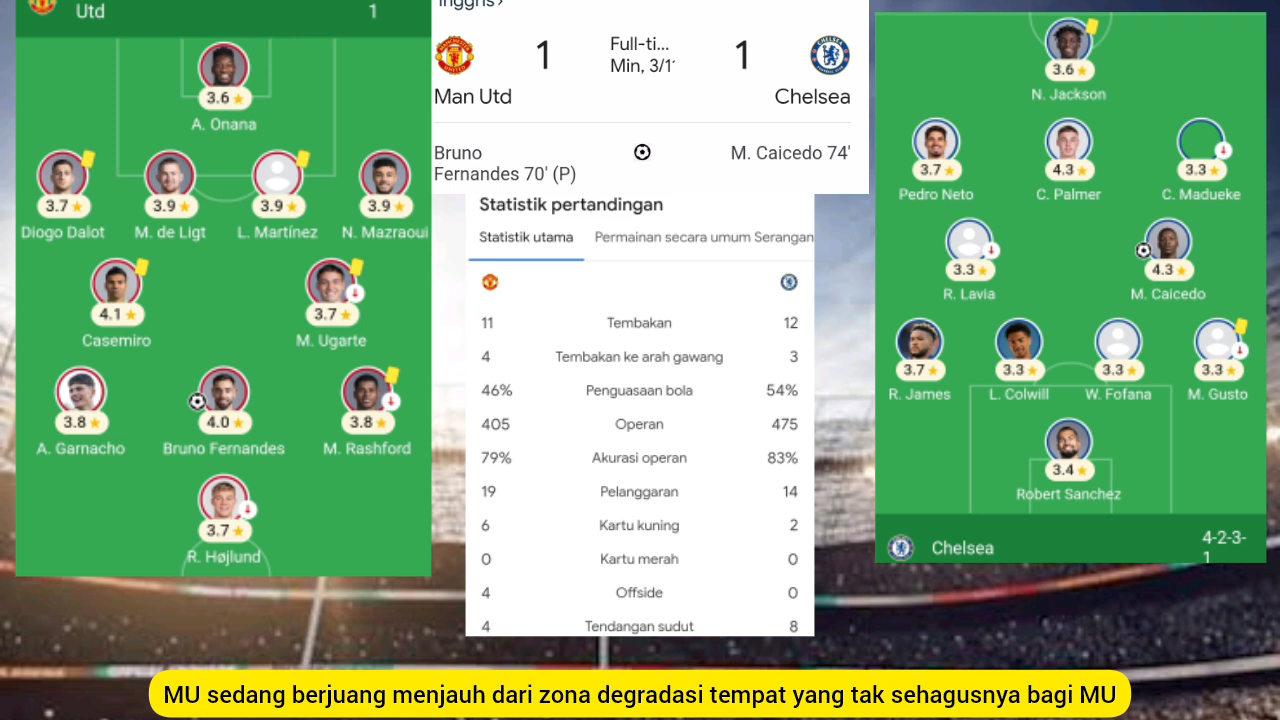 Utd
1
3.6
A. Onana
3.7 3.9 3.9 3.9
Diogo Dalot M. de Ligt L. Martínez N. Mazraoui
4.1 3.7
Casemiro M. Ugarte
3.8 4.0 3.8
A. Garnacho Bruno Fernandes M. Rashford
3.7
R. Højlund
Inggris ›
1 Full-ti... 1
Min, 3/11
Man Utd Chelsea
Bruno M. Caicedo 74'
Fernandes 70' (P)
Statistik pertandingan
Statistik utama Permainan secara umum Serangan
11 Tembakan 12
4 Tembakan ke arah gawang 3
46% Penguasaan bola 54%
405 Operan 475
79% Akurasi operan 83%
19 Pelanggaran 14
6 Kartu kuning 2
0 Kartu merah 0
4 Offside 0
4 Tendangan sudut 8
3.6
N. Jackson
3.7 4.3 3.3
Pedro Neto C. Palmer C. Madueke
3.3 4.3
R. Lavia M. Caicedo
3.7 3.3 3.3 3.3
R. James L. Colwill W. Fofana M. Gusto
3.4
Robert Sanchez
Chelsea 4-2-3-
1
MU sedang berjuang menjauh dari zona degradasi tempat yang tak sehagusnya bagi MU